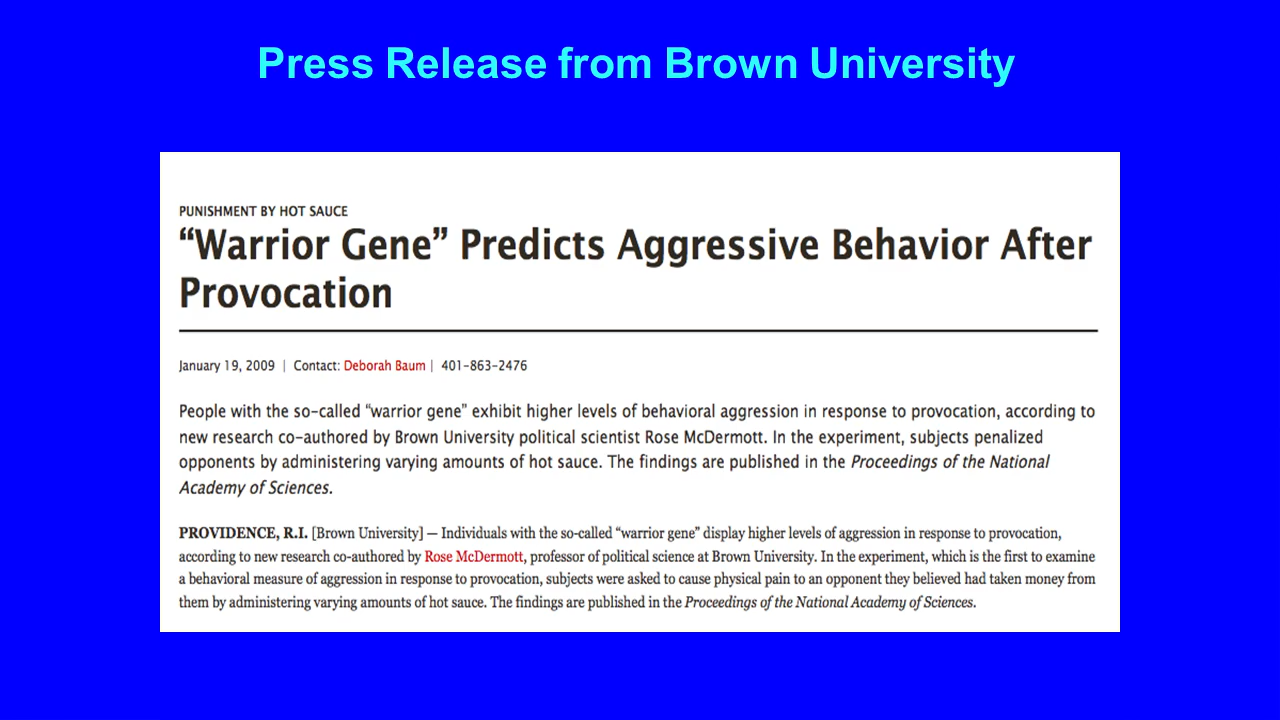 Press Release from Brown University
PUNISHMENT BY HOT SAUCE
“Warrior Gene” Predicts Aggressive Behavior After
Provocation
January 19, 2009 | Contact: Deborah Baum | 401-863-2476
People with the so-called “warrior gene” exhibit higher levels of behavioral aggression in response to provocation, according to
new research co-authored by Brown University political scientist Rose McDermott. In the experiment, subjects penalized
opponents by administering varying amounts of hot sauce. The findings are published in the Proceedings of the National
Academy of Sciences.
PROVIDENCE, R.I. [Brown University] — Individuals with the so-called “warrior gene” display higher levels of aggression in response to provocation,
according to new research co-authored by Rose McDermott, professor of political science at Brown University. In the experiment, which is the first to examine
a behavioral measure of aggression in response to provocation, subjects were asked to cause physical pain to an opponent they believed had taken money from
them by administering varying amounts of hot sauce. The findings are published in the Proceedings of the National Academy of Sciences.